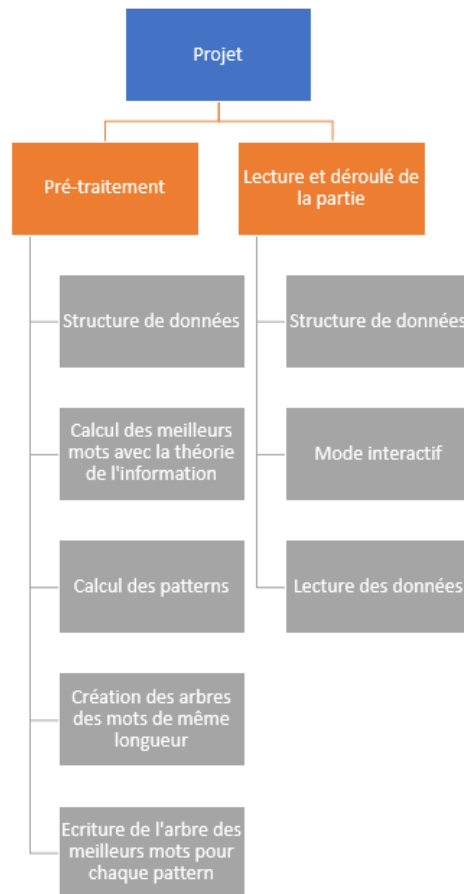 Projet
Pré-traitement
Lecture et déroulé de
la partie
Structure de données
Calcul des meilleurs
mots avec la théorie
de l'information
Calcul des patterns
Création des arbres
des mots de même
longueur
Ecriture de l'arbre des
meilleurs mots pour
chaque pattern
Structure de données
Mode interactif
Lecture des données